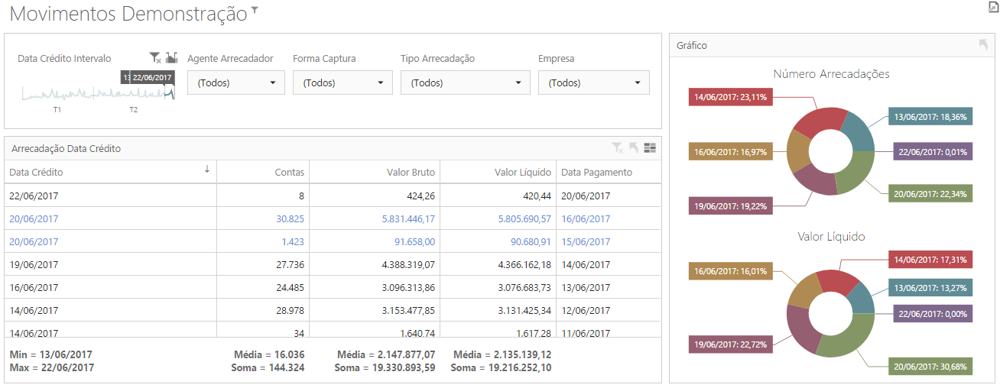 Movimentos Demonstração
Data Crédito Intervalo
22/06/2017
T1 T2
Agente Arrecadador
(Todos)
Forma Captura
(Todos)
Tipo Arrecadação
(Todos)
Empresa
(Todos)
Arrecadação Data Crédito
Data Crédito Contas Valor Bruto Valor Líquido Data Pagamento
22/06/2017 8 424,26 420,44 20/06/2017
20/06/2017 30.825 5.831.446,17 5.805.690,57 16/06/2017
20/06/2017 1.423 91.658,00 90.680,91 15/06/2017
19/06/2017 27.736 4.388.319,07 4.366.162,18 14/06/2017
16/06/2017 24.485 3.096.313,86 3.076.683,73 13/06/2017
14/06/2017 28.978 3.153.477,85 3.131.425,34 12/06/2017
14/06/2017 34 1.640,74 1.617,28 11/06/2017
Min = 13/06/2017 Média = 16.036 Média = 2.147.877,07 Média = 2.135.139,12
Max = 22/06/2017 Soma = 144.324 Soma = 19.330.893,59 Soma = 19.216.252,10
Gráfico
Número Arrecadações
14/06/2017: 23,11%
13/06/2017: 18,36%
16/06/2017: 16,97%
22/06/2017: 0,01%
20/06/2017: 22,34%
19/06/2017: 19,22%
Valor Líquido
14/06/2017: 17,31%
16/06/2017: 16,01%
13/06/2017: 13,27%
22/06/2017: 0,00%
19/06/2017: 22,72%
20/06/2017: 30,68%